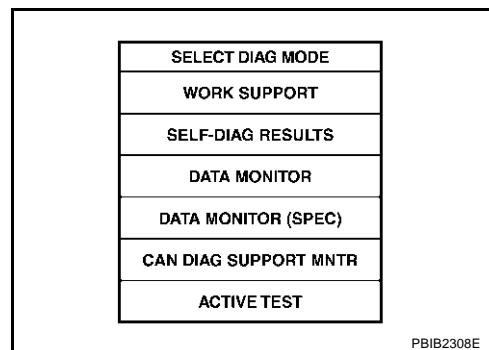 SELECT DIAG MODE
WORK SUPPORT
SELF-DIAG RESULTS
DATA MONITOR
DATA MONITOR (SPEC)
CAN DIAG SUPPORT MNTR
ACTIVE TEST
PBIB2308E